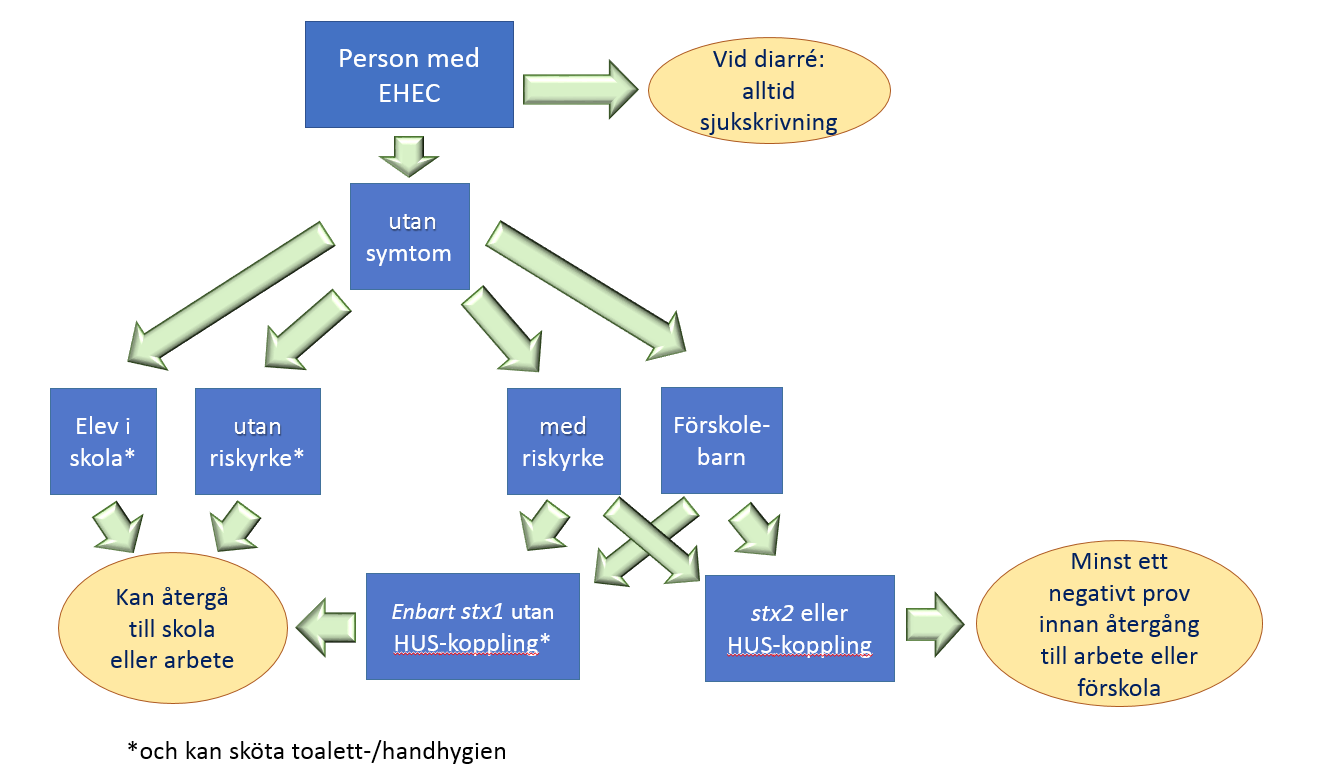 Person med
EHEC
Vid diarré:
alltid
sjukskrivning
utan
symtom
Elev i
skola*
utan
riskyrke*
med
riskyrke
Förskole-
barn
Kan återgå
till skola
eller arbete
Enbart stx1 utan
HUS-koppling*
stx2 eller
HUS-koppling
Minst ett
negativt prov
innan återgång
till arbete eller
förskola
*och kan sköta toalett-/handhygien